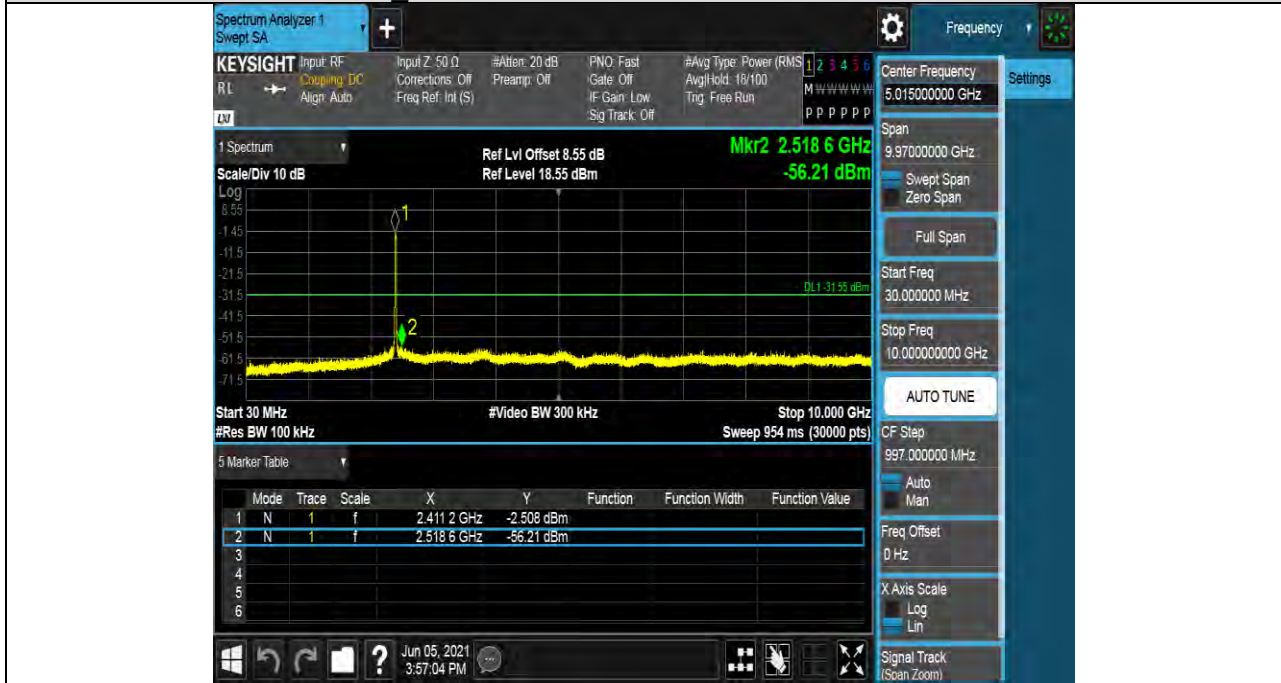 Spectrum Analyzer 1
Swept SA
+
Frequency
KEYSIGHT
Input: RF
Coupling: DC
Align: Auto
RL
LXI
Input Z: 50 Ω
Corrections: Off
Freq Ref: Int (S)
#Atten: 20 dB
Preamp: Off
PNO: Fast
Gate: Off
IF Gain: Low
Sig Track: Off
#Avg Type: Power (RMS
Avg|Hold: 18/100
Trig: Free Run
1 2 3 4 5 6
M W W W W W
P P P P P P
1 Spectrum
Scale/Div 10 dB
Ref Lvl Offset 8.55 dB
Ref Level 18.55 dBm
Mkr2 2.518 6 GHz
-56.21 dBm
Log
8.55
-1.45
-11.5
-21.5
-31.5
-41.5
-51.5
-61.5
-71.5
1
2
DL1 -31.55 dBm
Start 30 MHz
#Res BW 100 kHz
#Video BW 300 kHz
Stop 10.000 GHz
Sweep 954 ms (30000 pts)
5 Marker Table
Mode Trace Scale X Y Function Function Width Function Value
1 N 1 f 2.411 2 GHz -2.508 dBm
2 N 1 f 2.518 6 GHz -56.21 dBm
3
4
5
6
Jun 05, 2021
3:57:04 PM
?
Center Frequency
5.015000000 GHz
Settings
Span
9.97000000 GHz
Swept Span
Zero Span
Full Span
Start Freq
30.000000 MHz
Stop Freq
10.000000000 GHz
AUTO TUNE
CF Step
997.000000 MHz
Auto
Man
Freq Offset
0 Hz
X Axis Scale
Log
Lin
Signal Track
(Span Zoom)